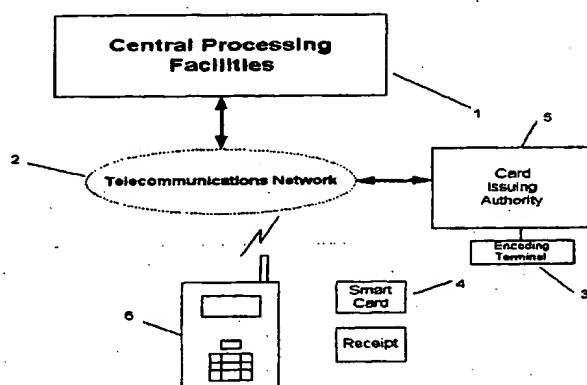 Central Processing
Facilities
1
2
Telecommunications Network
5
Card
Issuing
Authority
Encoding
Terminal
3
Smart
Card
4
Receipt
6